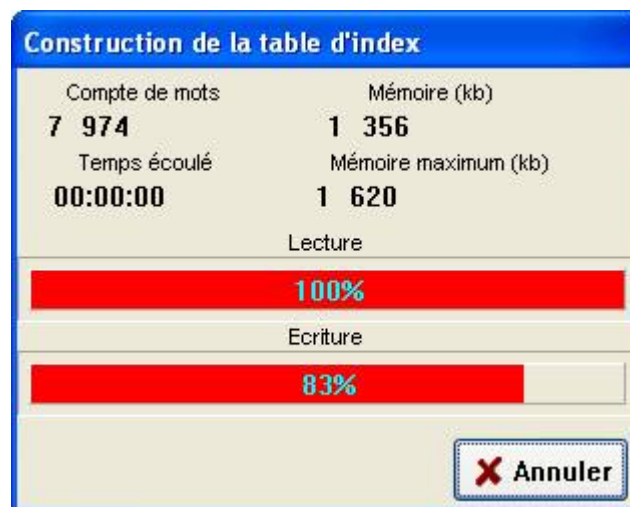 Construction de la table d'index
Compte de mots Mémoire (kb)
7 974 1 356
Temps écoulé Mémoire maximum (kb)
00:00:00 1 620
Lecture
100%
Ecriture
83%
Annuler